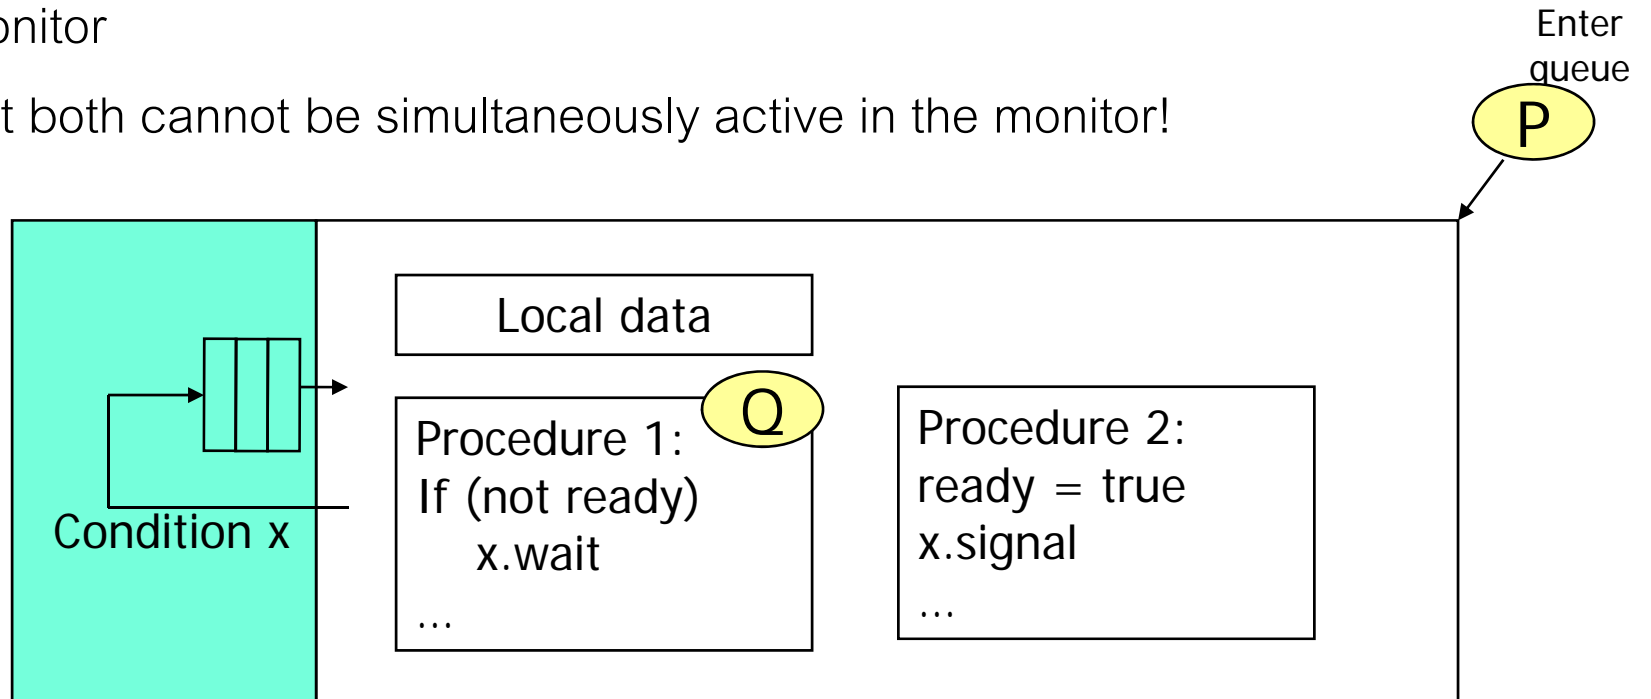 onitor
t both cannot be simultaneously active in the monitor!
Enter
queue
P
Local data
Q
Procedure 1:
If (not ready)
x.wait
...
Procedure 2:
ready = true
x.signal
...
Condition x